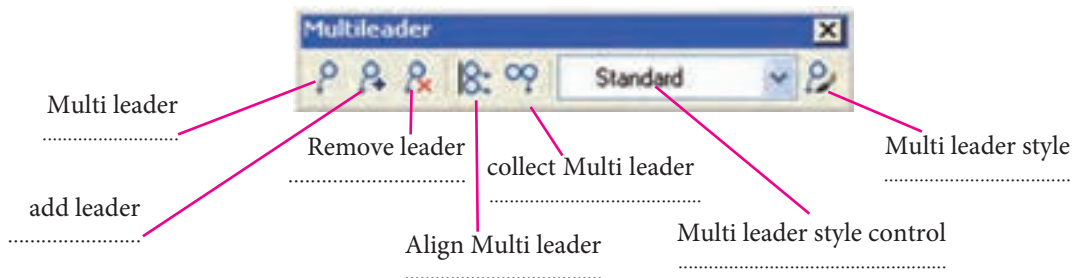 Multileader
Standard
Multi leader
Remove leader
collect Multi leader
Multi leader style
add leader
Align Multi leader
Multi leader style control